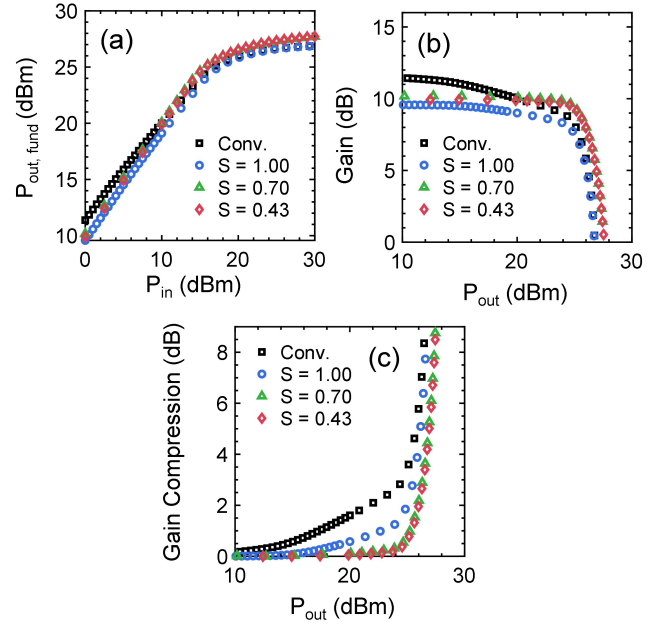 (a)
30
25
20
15
10
0
10
20
30
P_out, fund (dBm)
P_in (dBm)
Conv.
S = 1.00
S = 0.70
S = 0.43
(b)
15
10
5
0
10
20
30
Gain (dB)
P_out (dBm)
Conv.
S = 1.00
S = 0.70
S = 0.43
(c)
8
6
4
2
0
10
20
30
Gain Compression (dB)
P_out (dBm)
Conv.
S = 1.00
S = 0.70
S = 0.43